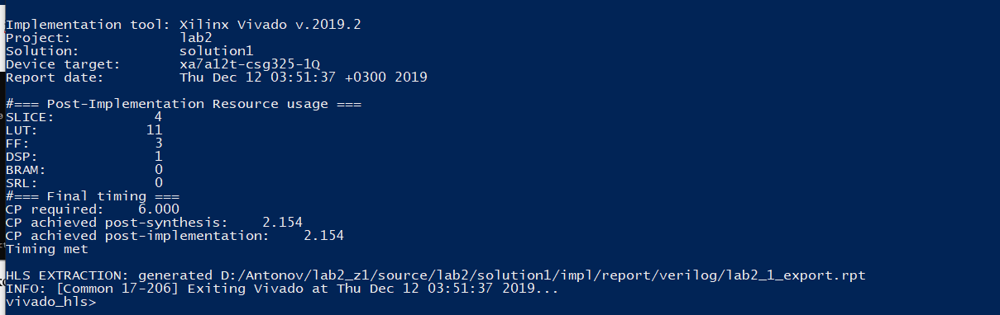 Implementation tool: Xilinx Vivado v.2019.2
Project:             lab2
Solution:            solution1
Device target:       xa7a12t-csg325-1Q
Report date:         Thu Dec 12 03:51:37 +0300 2019
#=== Post-Implementation Resource usage ===
SLICE:            4
LUT:             11
FF:               3
DSP:              1
BRAM:             0
SRL:              0
#=== Final timing ===
CP required:    6.000
CP achieved post-synthesis:    2.154
CP achieved post-implementation:    2.154
Timing met
HLS EXTRACTION: generated D:/Antonov/lab2_z1/source/lab2/solution1/impl/report/verilog/lab2_1_export.rpt
INFO: [Common 17-206] Exiting Vivado at Thu Dec 12 03:51:37 2019...
vivado_hls>